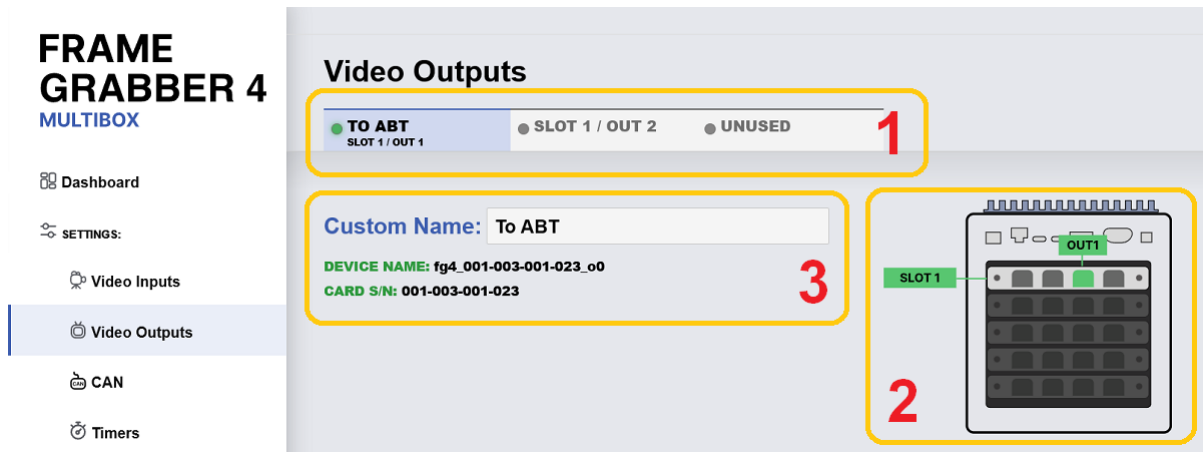 FRAME
GRABBER 4
MULTIBOX
Dashboard
SETTINGS:
Video Inputs
Video Outputs
CAN
CAN
Timers
Video Outputs
TO ABT
SLOT 1 / OUT 1
SLOT 1 / OUT 2
UNUSED
1
Custom Name: To ABT
DEVICE NAME: fg4_001-003-001-023_o0
CARD S/N: 001-003-001-023
3
OUT1
SLOT 1
2